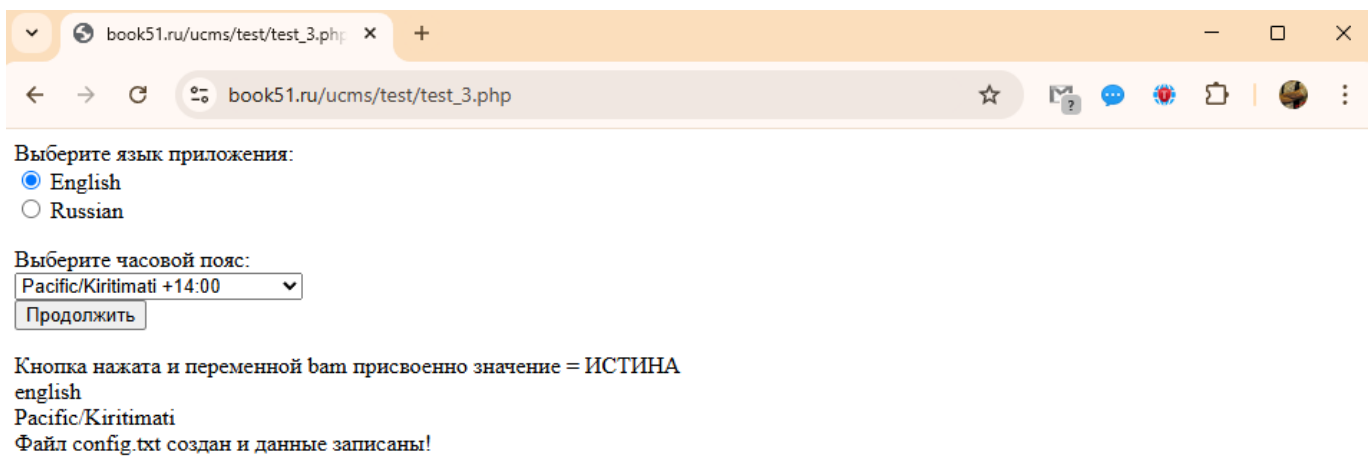 book51.ru/ucms/test/test_3.php
book51.ru/ucms/test/test_3.php
Выберите язык приложения:
English
Russian
Выберите часовой пояс:
Pacific/Kiritimati +14:00
Продолжить
Кнопка нажата и переменной bam присвоенно значение = ИСТИНА
english
Pacific/Kiritimati
Файл config.txt создан и данные записаны!